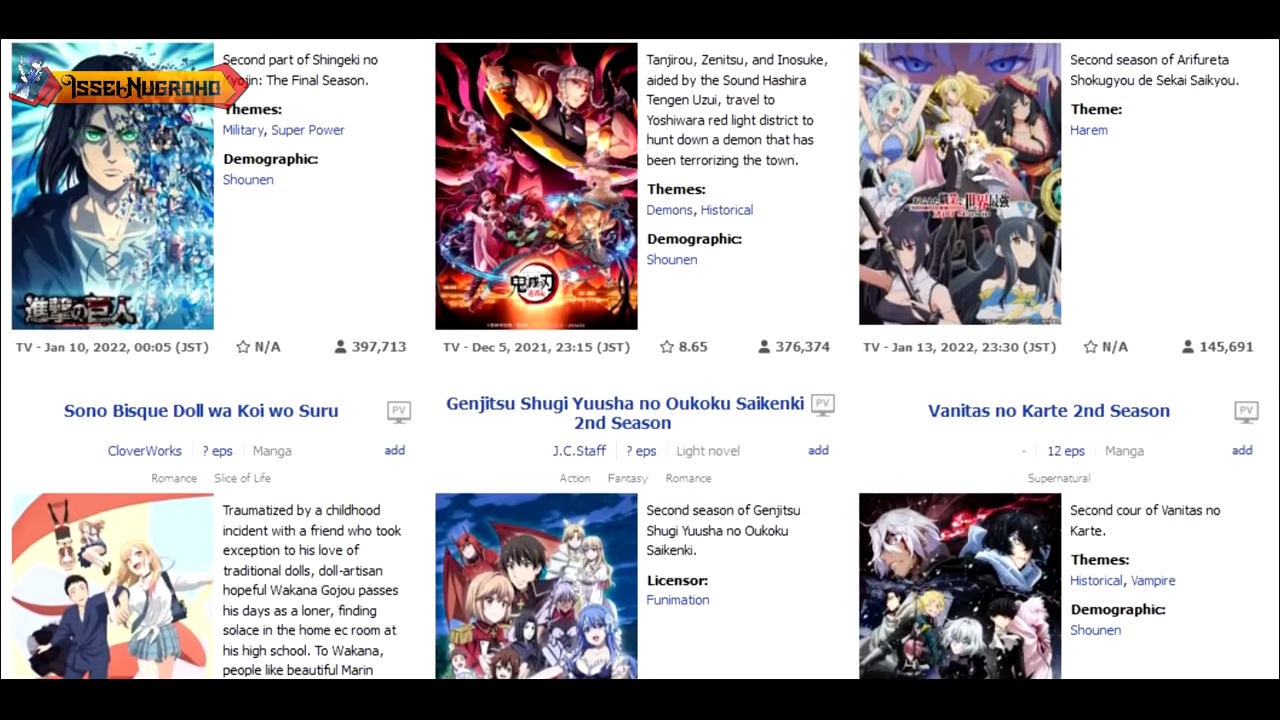 IsseiNugroho
Second part of Shingeki no
Kyojin: The Final Season.
Themes:
Military, Super Power
Demographic:
Shounen
進撃の巨人
TV - Jan 10, 2022, 00:05 (JST)
N/A
397,713
Tanjirou, Zenitsu, and Inosuke,
aided by the Sound Hashira
Tengen Uzui, travel to
Yoshiwara red light district to
hunt down a demon that has
been terrorizing the town.
Themes:
Demons, Historical
Demographic:
Shounen
鬼滅の刃
TV - Dec 5, 2021, 23:15 (JST)
8.65
376,374
Second season of Arifureta
Shokugyou de Sekai Saikyou.
Theme:
Harem
TV - Jan 13, 2022, 23:30 (JST)
N/A
145,691
Sono Bisque Doll wa Koi wo Suru
PV
CloverWorks
? eps
Manga
add
Romance
Slice of Life
Traumatized by a childhood
incident with a friend who took
exception to his love of
traditional dolls, doll-artisan
hopeful Wakana Gojou passes
his days as a loner, finding
solace in the home ec room at
his high school. To Wakana,
people like beautiful Marin
Genjitsu Shugi Yuusha no Oukoku Saikenki
2nd Season
PV
J.C.Staff
? eps
Light novel
add
Action
Fantasy
Romance
Second season of Genjitsu
Shugi Yuusha no Oukoku
Saikenki.
Licensor:
Funimation
Vanitas no Karte 2nd Season
PV
-
12 eps
Manga
add
Supernatural
Second cour of Vanitas no
Karte.
Themes:
Historical, Vampire
Demographic:
Shounen